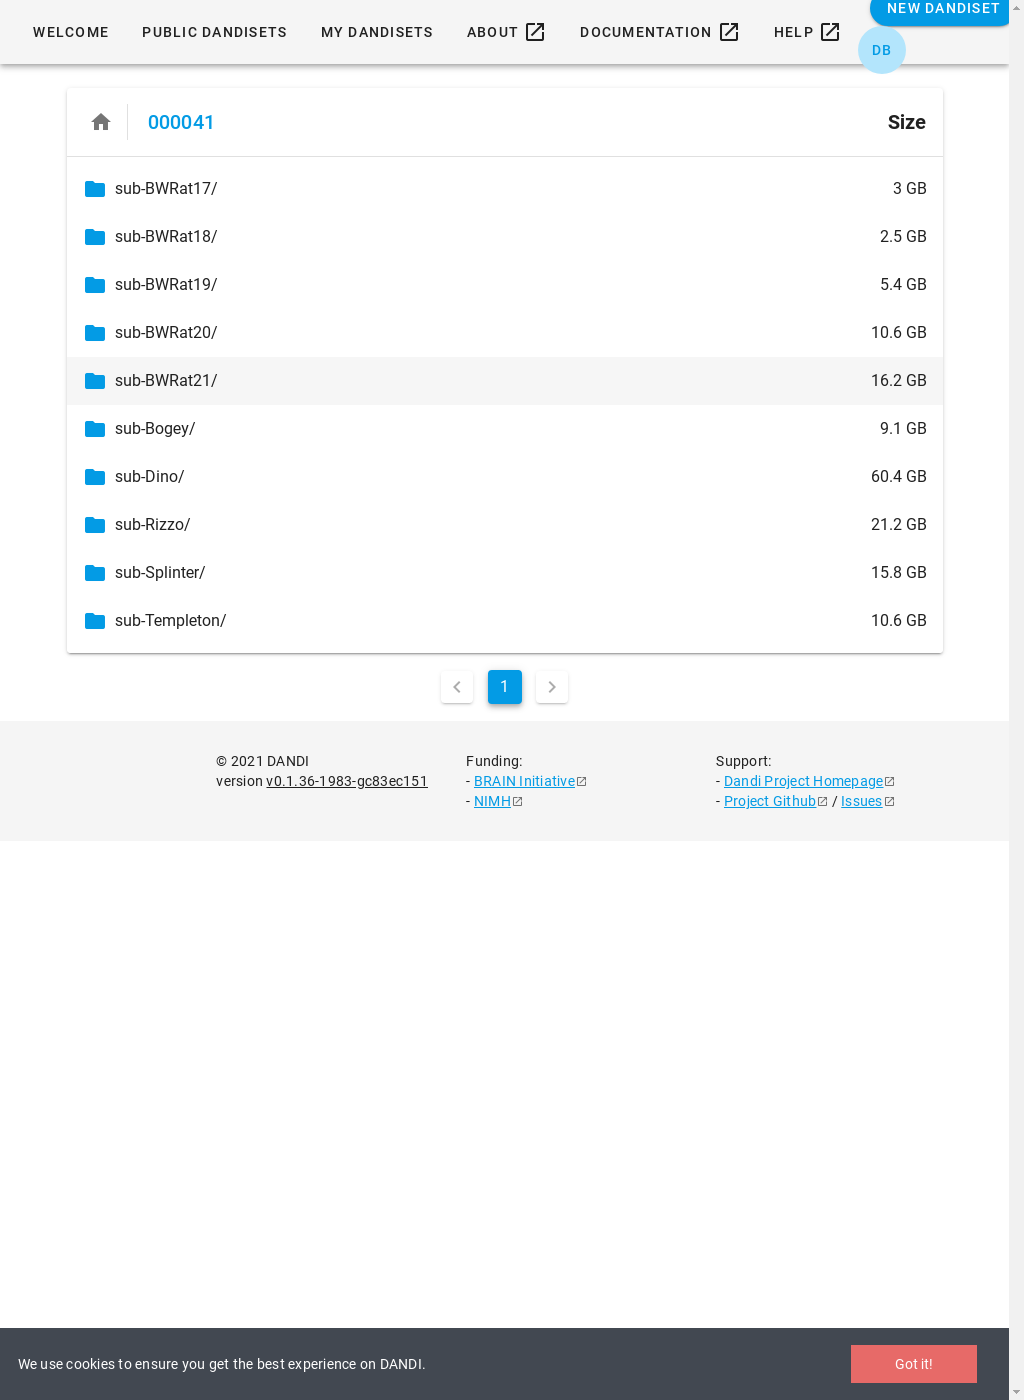 NEW DANDISET
WELCOME PUBLIC DANDISETS MY DANDISETS ABOUT DOCUMENTATION HELP
DB
000041 Size
sub-BWRat17/ 3 GB
sub-BWRat18/ 2.5 GB
sub-BWRat19/ 5.4 GB
sub-BWRat20/ 10.6 GB
sub-BWRat21/ 16.2 GB
sub-Bogey/ 9.1 GB
sub-Dino/ 60.4 GB
sub-Rizzo/ 21.2 GB
sub-Splinter/ 15.8 GB
sub-Templeton/ 10.6 GB
1
© 2021 DANDI
version v0.1.36-1983-gc83ec151
Funding:
- BRAIN Initiative
- NIMH
Support:
- Dandi Project Homepage
- Project Github / Issues
We use cookies to ensure you get the best experience on DANDI.
Got it!